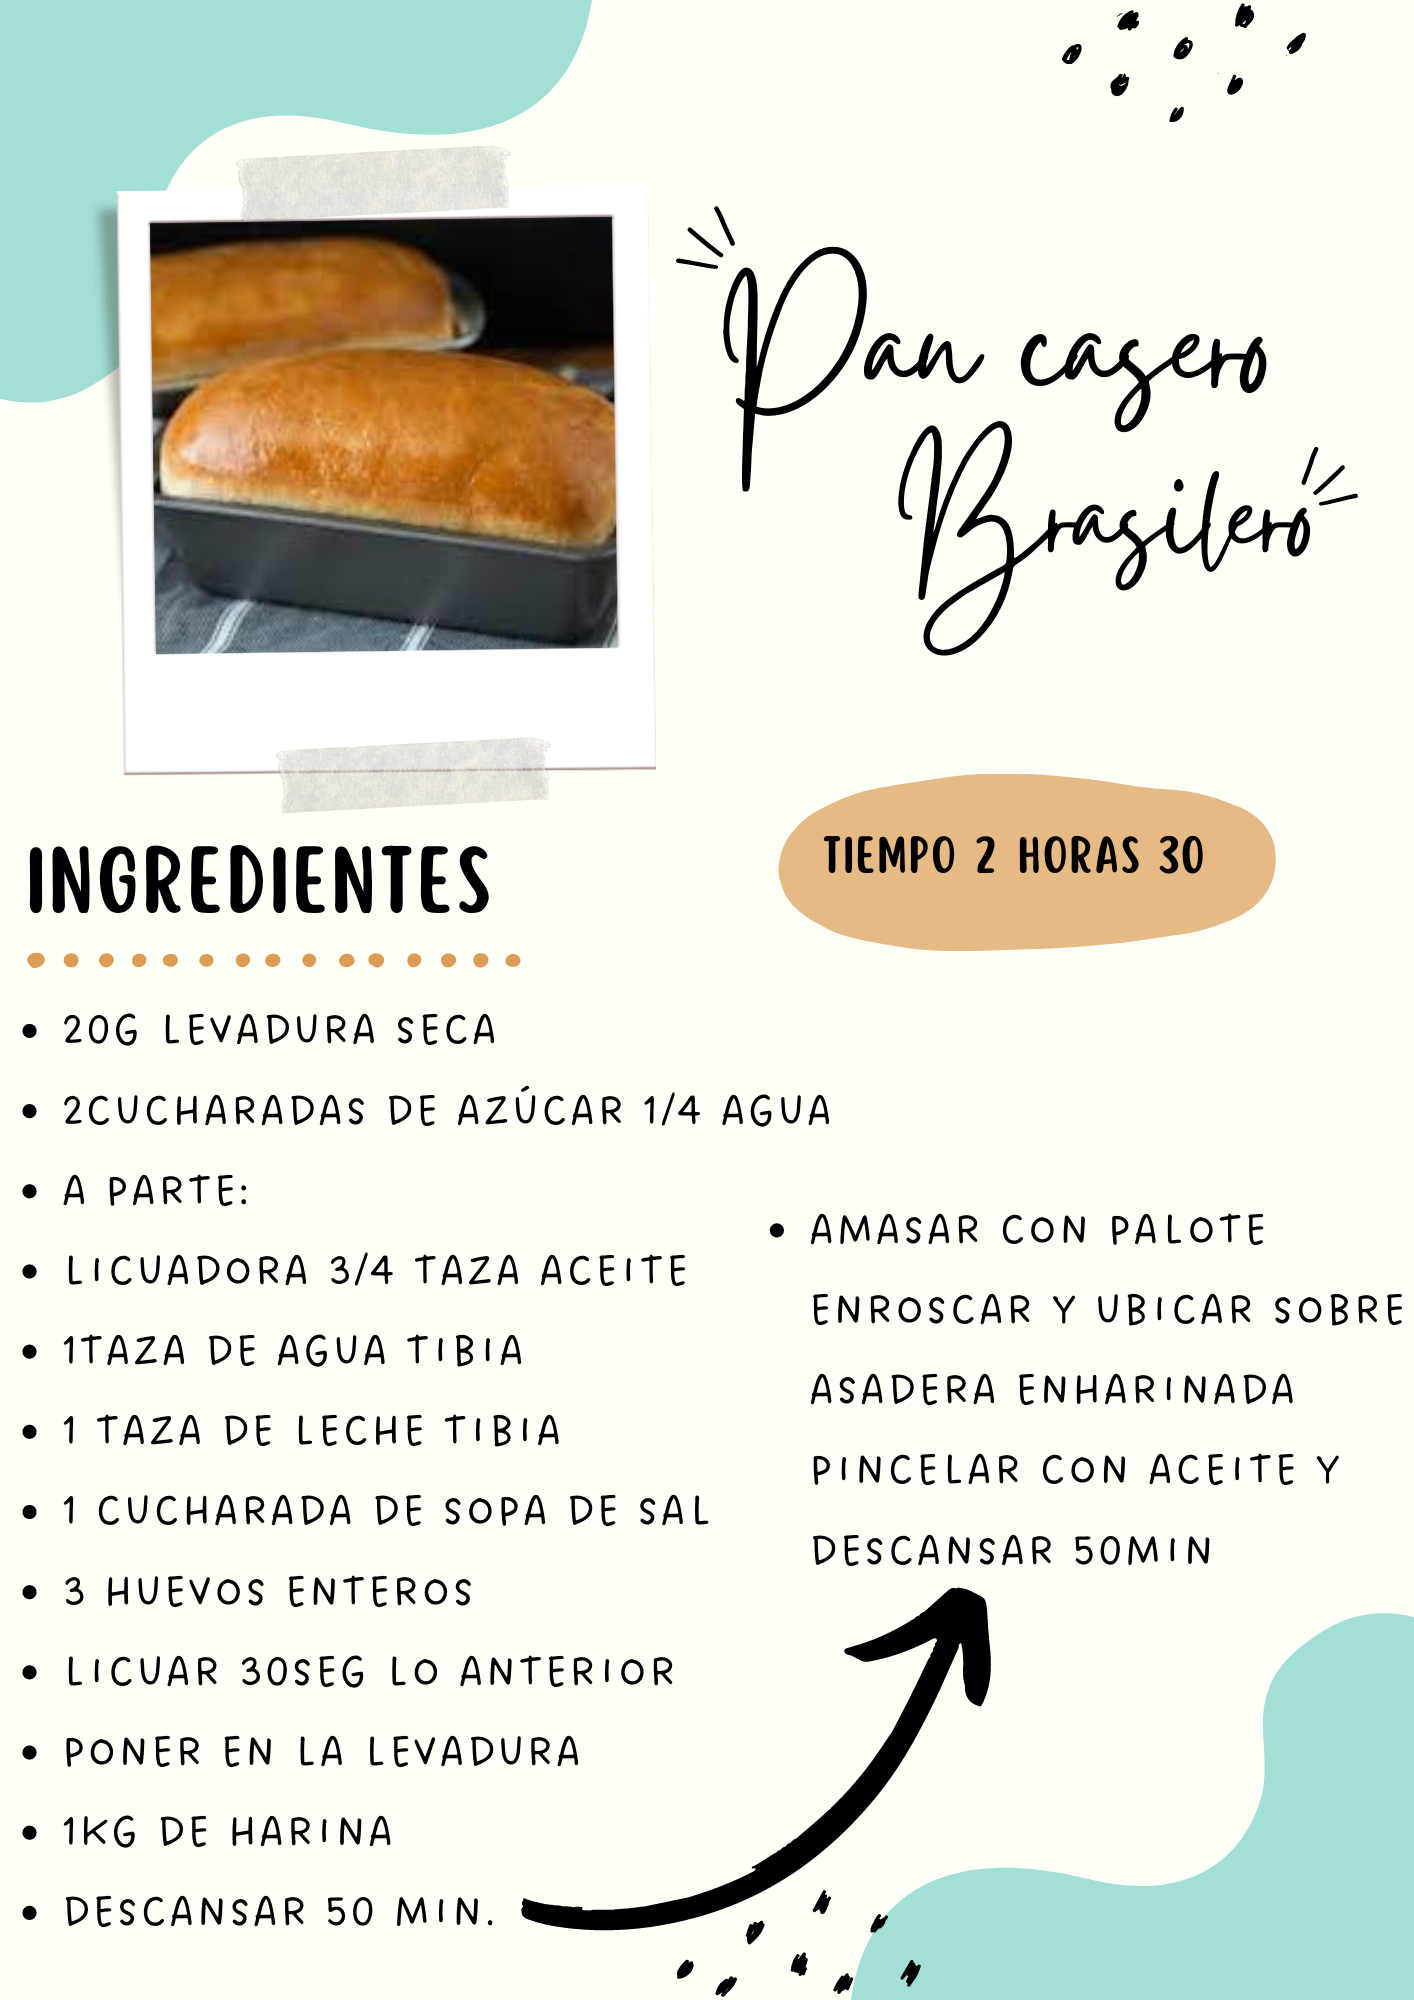 Pan casero
Brasilero
TIEMPO 2 HORAS 30
INGREDIENTES
• 20G LEVADURA SECA
• 2CUCHARADAS DE AZÚCAR 1/4 AGUA
• A PARTE:
• LICUADORA 3/4 TAZA ACEITE
• 1TAZA DE AGUA TIBIA
• 1 TAZA DE LECHE TIBIA
• 1 CUCHARADA DE SOPA DE SAL
• 3 HUEVOS ENTEROS
• LICUAR 30SEG LO ANTERIOR
• PONER EN LA LEVADURA
• 1KG DE HARINA
• DESCANSAR 50 MIN.
• AMASAR CON PALOTE
ENROSCAR Y UBICAR SOBRE
ASADERA ENHARINADA
PINCELAR CON ACEITE Y
DESCANSAR 50MIN